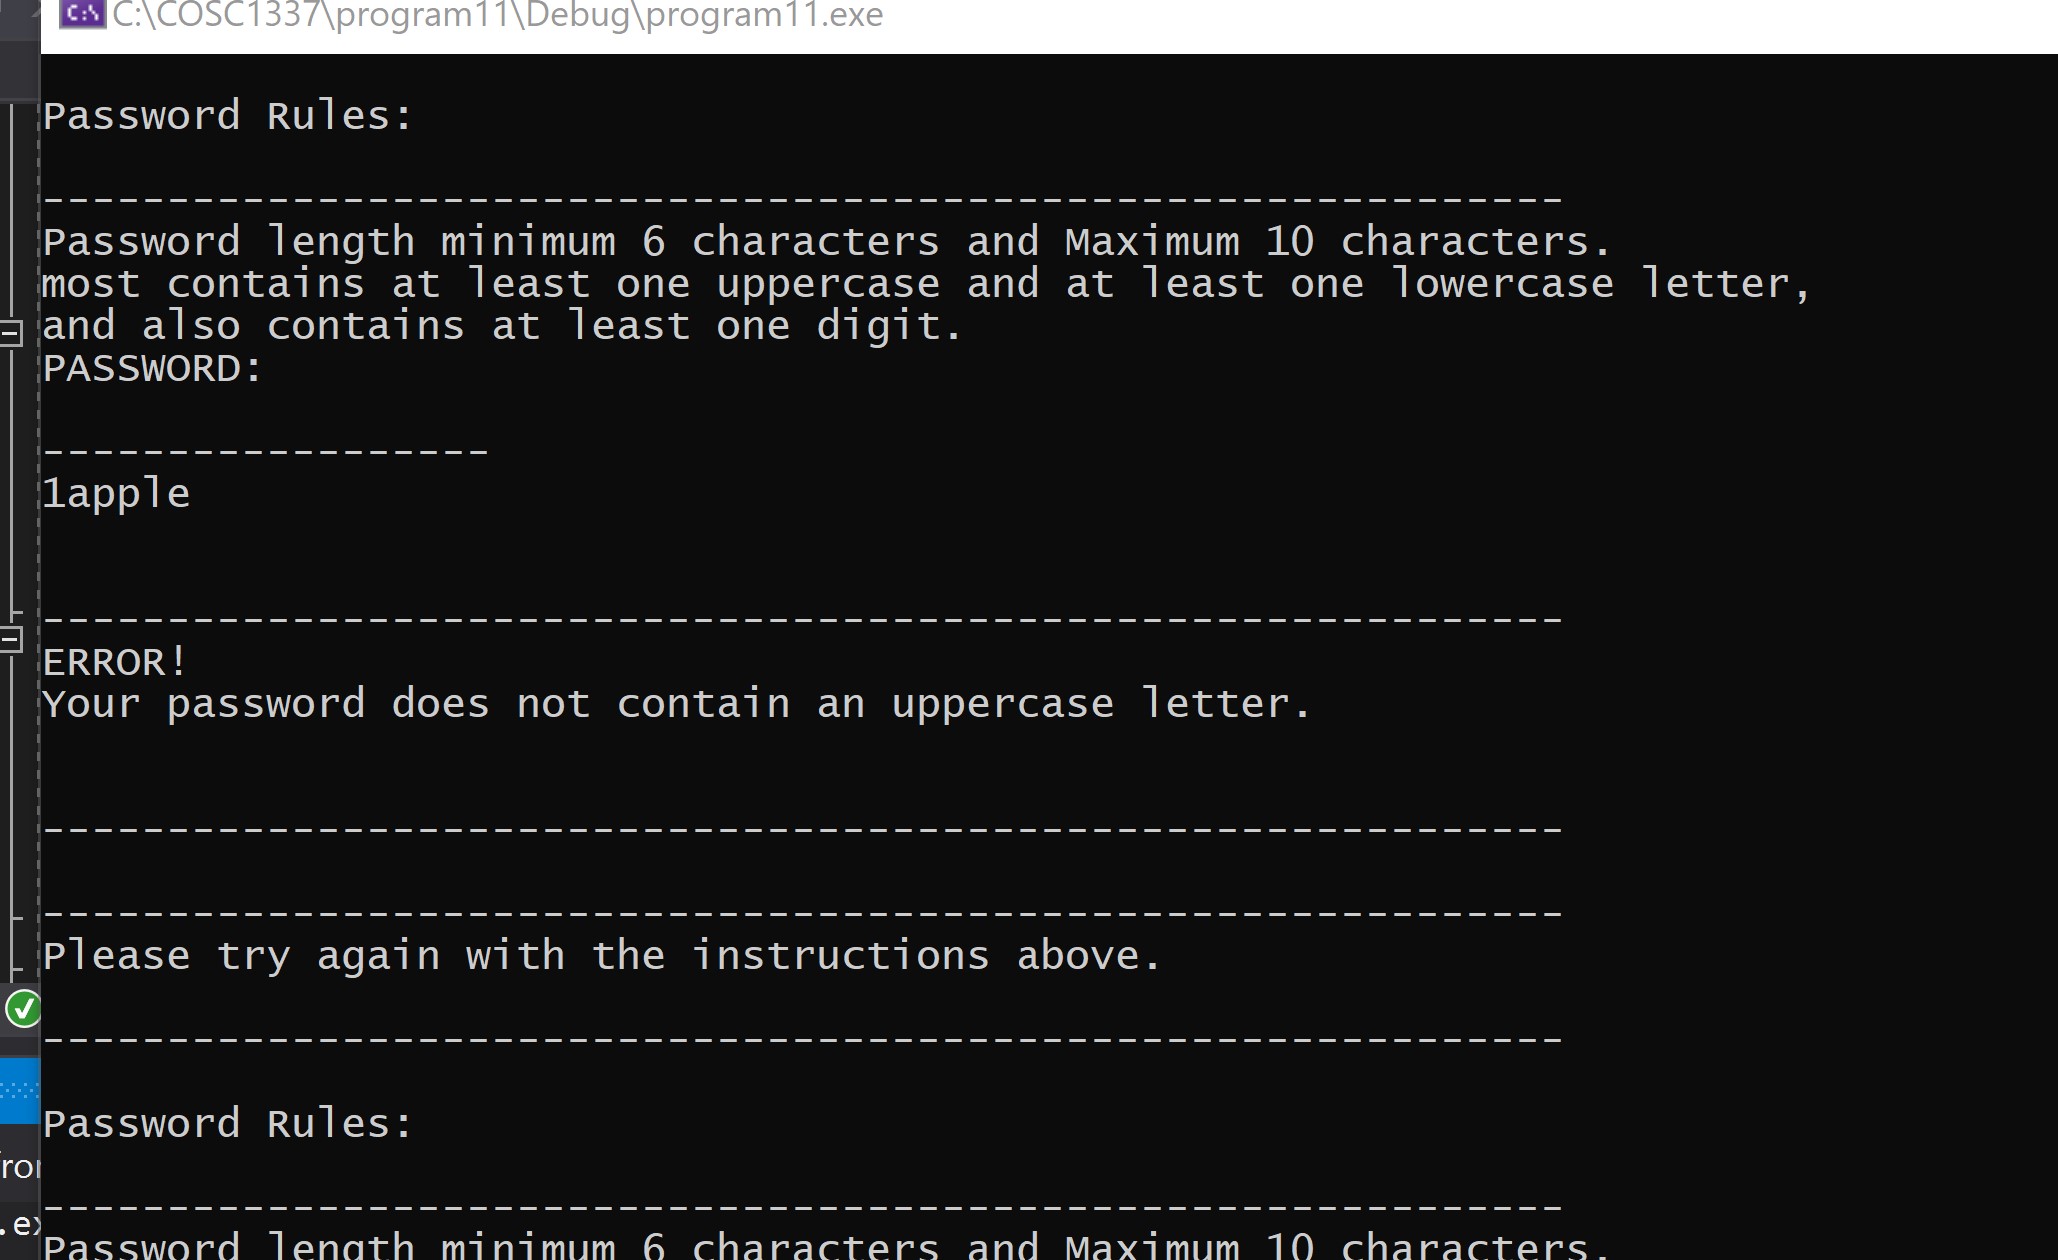 C:\COSC1337\program11\Debug\program11.exe
Password Rules:
-------------------------------------------------------------
Password length minimum 6 characters and Maximum 10 characters.
most contains at least one uppercase and at least one lowercase letter,
and also contains at least one digit.
PASSWORD:
------------------
1apple
-------------------------------------------------------------
ERROR!
Your password does not contain an uppercase letter.
-------------------------------------------------------------
-------------------------------------------------------------
Please try again with the instructions above.
-------------------------------------------------------------
Password Rules:
-------------------------------------------------------------
Password length minimum 6 characters and Maximum 10 characters.